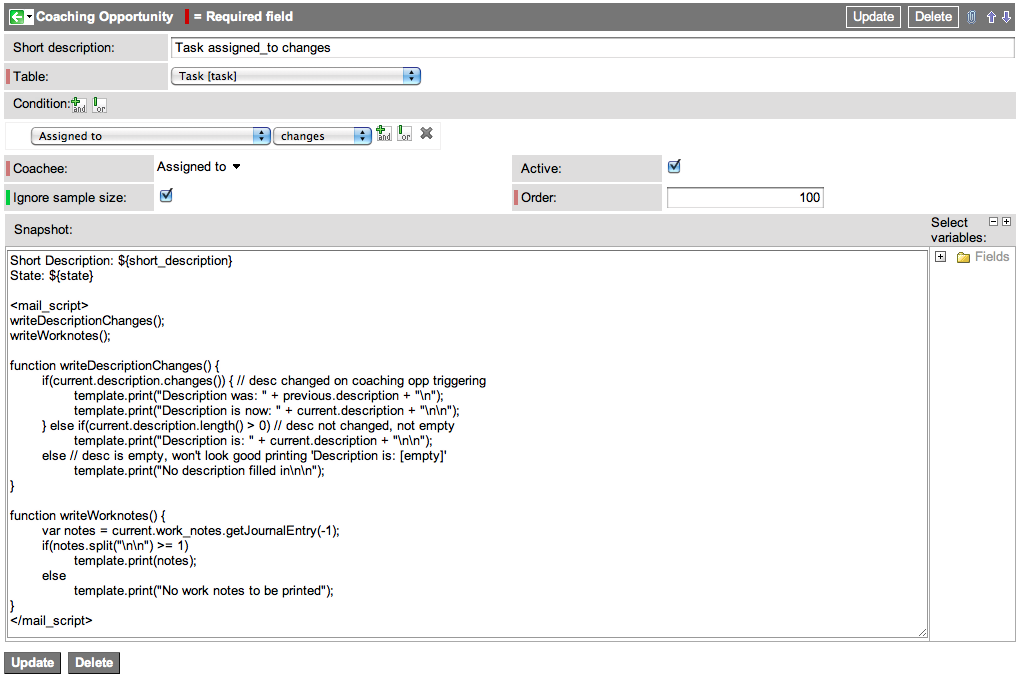 Coaching Opportunity = Required field Update Delete
Short description: Task assigned_to changes
Table: Task [task]
Condition: and or
Assigned to changes and or
Coachee: Assigned to Active:
Ignore sample size: Order: 100
Snapshot: Select variables:
Short Description: ${short_description}
Fields
State: ${state}
<mail_script>
writeDescriptionChanges();
writeWorknotes();
function writeDescriptionChanges() {
if(current.description.changes()) { // desc changed on coaching opp triggering
template.print("Description was: " + previous.description + "\n");
template.print("Description is now: " + current.description + "\n\n");
} else if(current.description.length() > 0) // desc not changed, not empty
template.print("Description is: " + current.description + "\n\n");
else // desc is empty, won't look good printing 'Description is: [empty]'
template.print("No description filled in\n\n");
}
function writeWorknotes() {
var notes = current.work_notes.getJournalEntry(-1);
if(notes.split("\n\n") >= 1)
template.print(notes);
else
template.print("No work notes to be printed");
}
</mail_script>
Update Delete